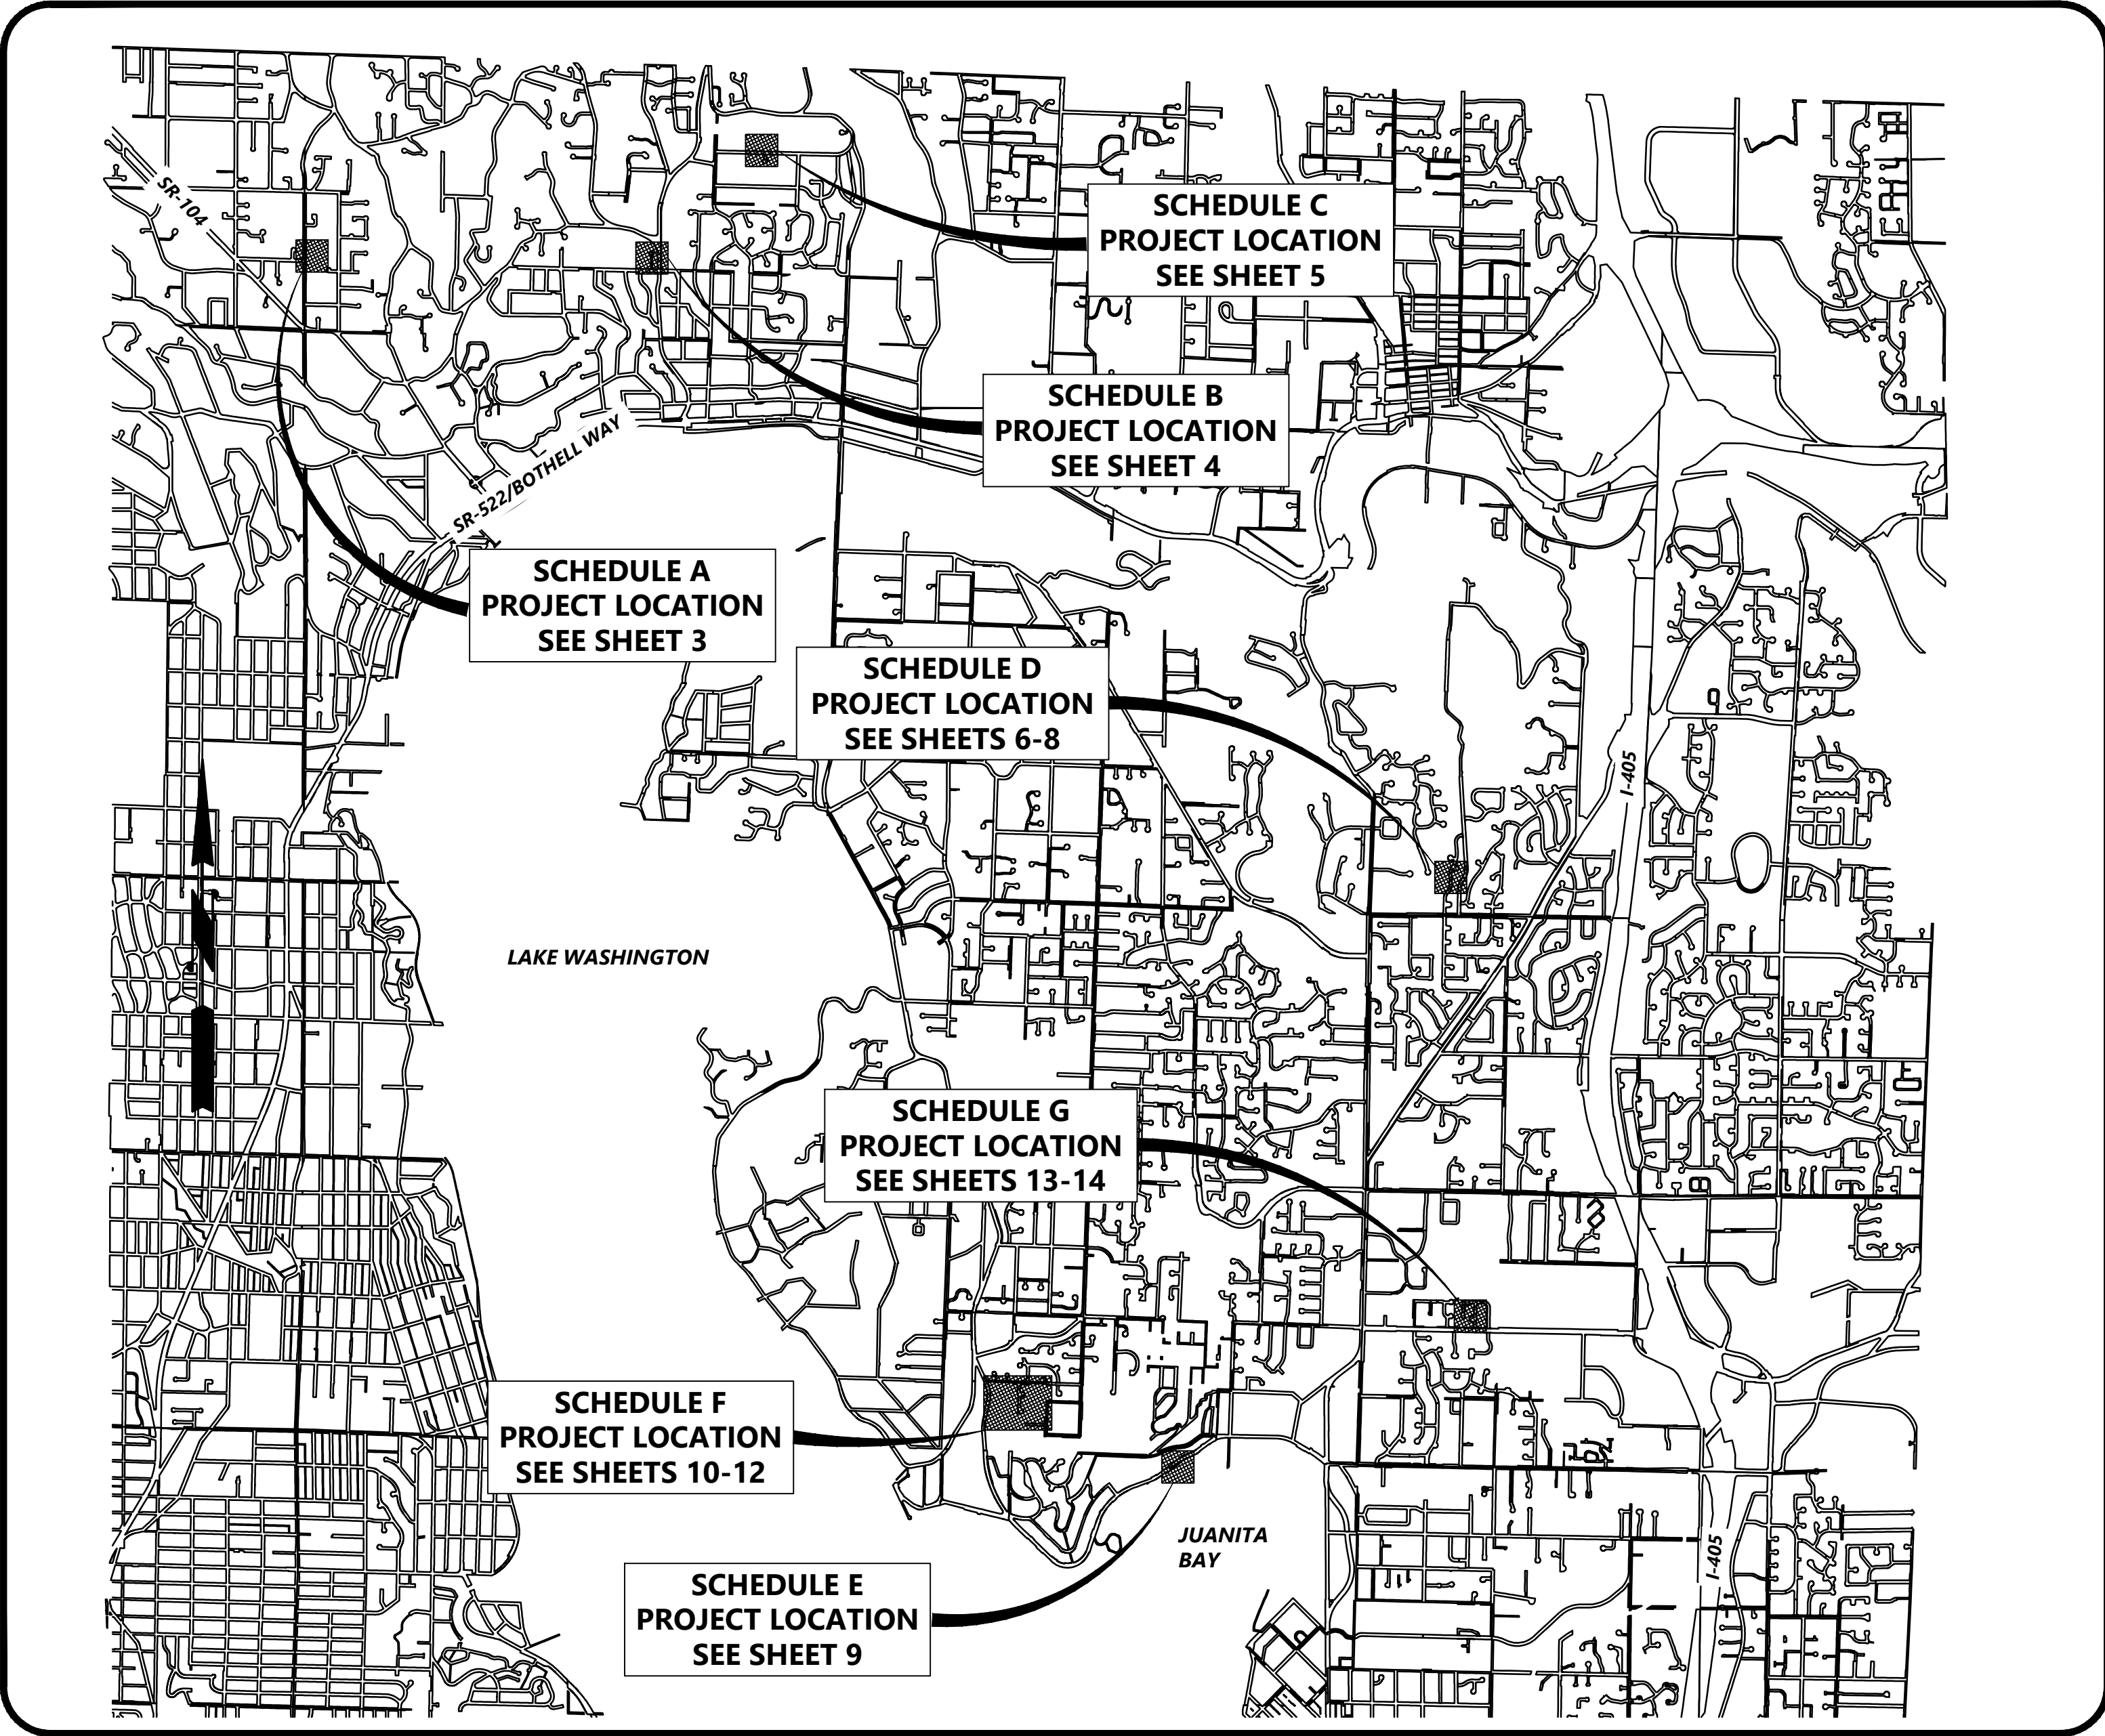 SR-104
SCHEDULE C
PROJECT LOCATION
SEE SHEET 5
SCHEDULE B
PROJECT LOCATION
SEE SHEET 4
SR-522/BOTHELL WAY
SCHEDULE A
PROJECT LOCATION
SEE SHEET 3
SCHEDULE D
PROJECT LOCATION
SEE SHEETS 6-8
I-405
LAKE WASHINGTON
SCHEDULE G
PROJECT LOCATION
SEE SHEETS 13-14
SCHEDULE F
PROJECT LOCATION
SEE SHEETS 10-12
JUANITA
BAY
I-405
SCHEDULE E
PROJECT LOCATION
SEE SHEET 9